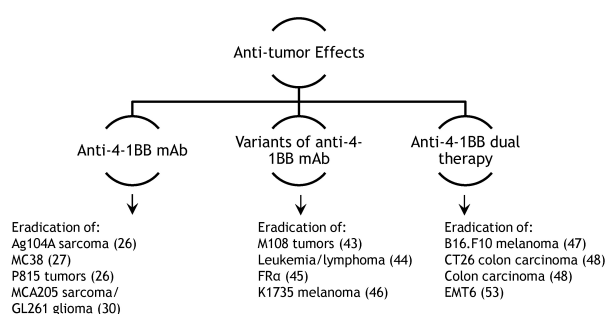 Anti-tumor Effects
Anti-4-1BB mAb
Variants of anti-4-
1BB mAb
Anti-4-1BB dual
therapy
Eradication of:
Ag104A sarcoma (26)
MC38 (27)
P815 tumors (26)
MCA205 sarcoma/
GL261 glioma (30)
Eradication of:
M108 tumors (43)
Leukemia/lymphoma (44)
FRα (45)
K1735 melanoma (46)
Eradication of:
B16.F10 melanoma (47)
CT26 colon carcinoma (48)
Colon carcinoma (48)
EMT6 (53)